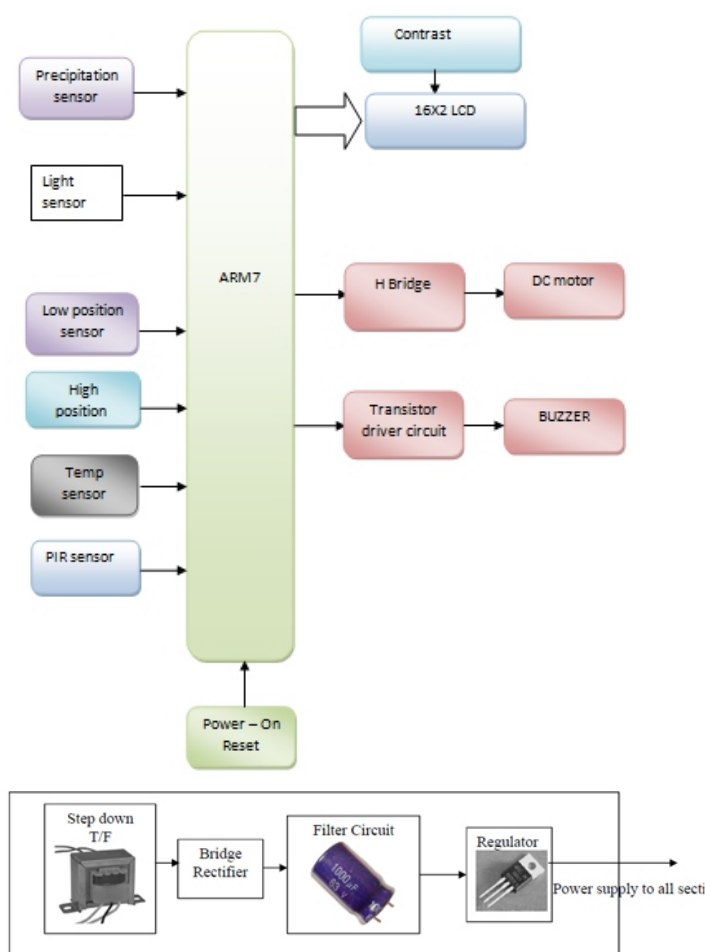 Contrast
Precipitation
sensor
16X2 LCD
Light
sensor
ARM7
H Bridge
DC motor
Low position
sensor
High
position
Transistor
driver circuit
BUZZER
Temp
sensor
PIR sensor
Power – On
Reset
Step down
T/F
Bridge
Rectifier
Filter Circuit
1000µF
63 V
Regulator
Power supply to all secti